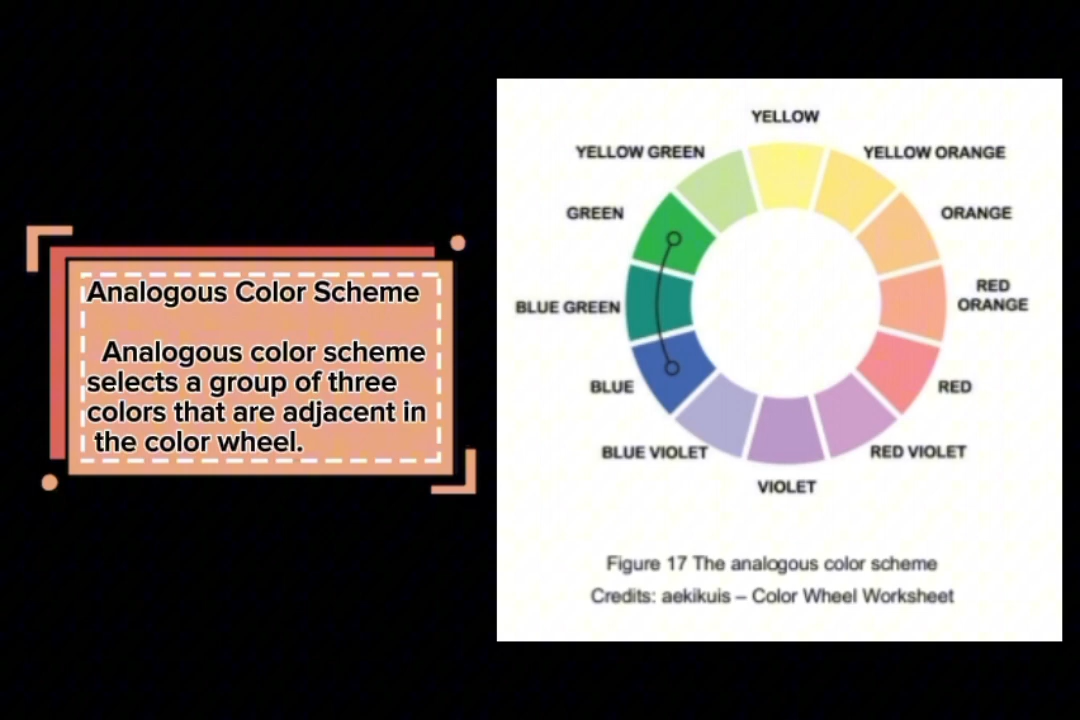 Analogous Color Scheme
Analogous color scheme
selects a group of three
colors that are adjacent in
the color wheel.
YELLOW
YELLOW GREEN
YELLOW ORANGE
GREEN
ORANGE
BLUE GREEN
RED
ORANGE
BLUE
RED
BLUE VIOLET
RED VIOLET
VIOLET
Figure 17 The analogous color scheme
Credits: aekikuis – Color Wheel Worksheet